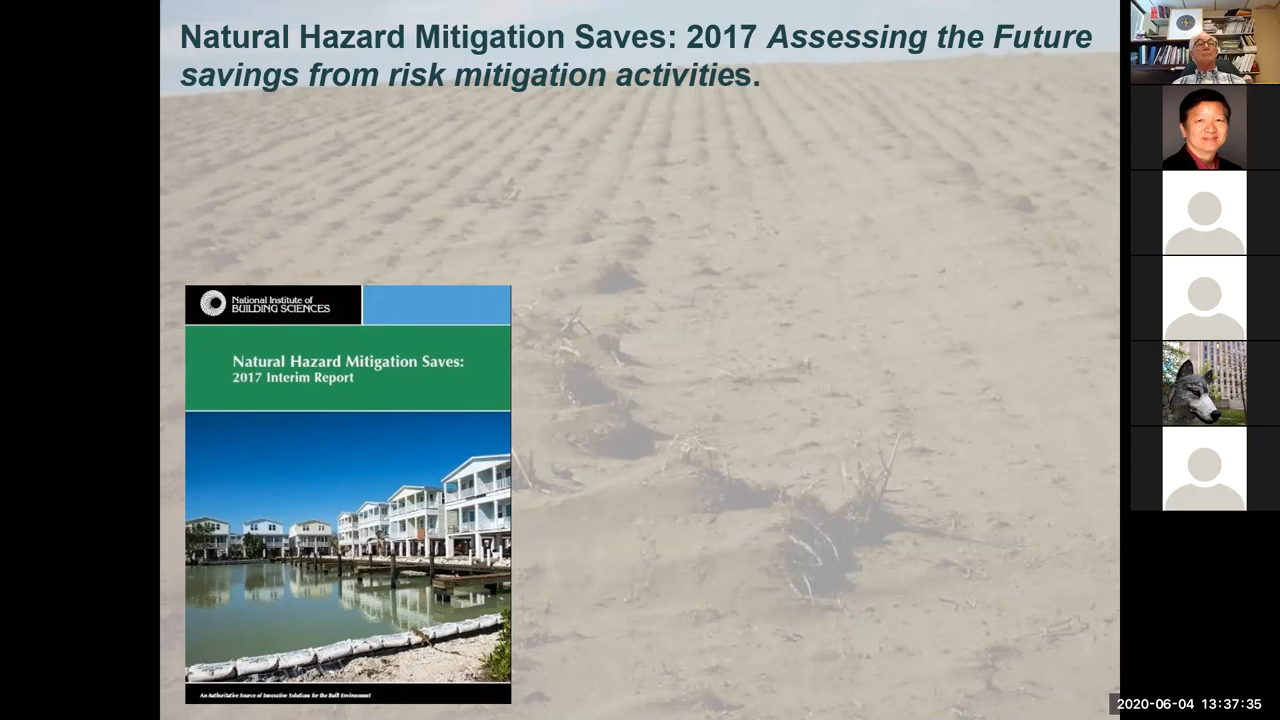 Natural Hazard Mitigation Saves: 2017 Assessing the Future
savings from risk mitigation activities.
National Institute of
BUILDING SCIENCES
Natural Hazard Mitigation Saves:
2017 Interim Report
An Authoritative Source of Innovative Solutions for the Built Environment
2020-06-04 13:37:35